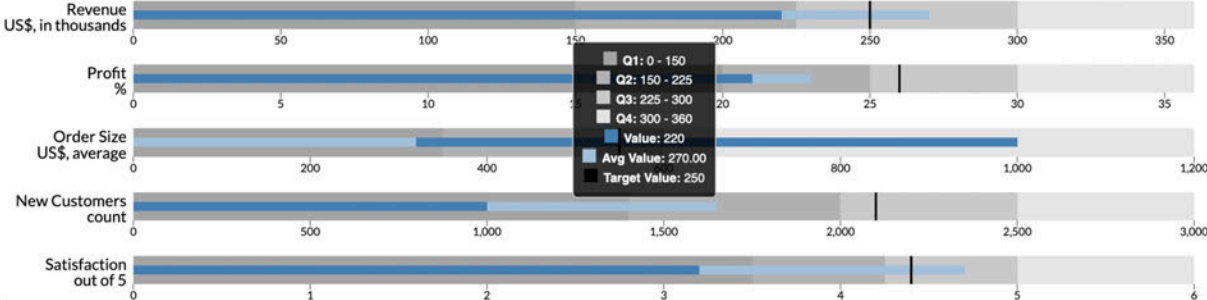 Revenue
US$, in thousands
0 50 100 150 200 250 300 350
Q1: 0 - 150
Q2: 150 - 225
Q3: 225 - 300
Q4: 300 - 360
Value: 220
Avg Value: 270.00
Target Value: 250
Profit
%
0 5 10 15 20 25 30 35
Order Size
US$, average
0 200 400 600 800 1,000 1,200
New Customers
count
0 500 1,000 1,500 2,000 2,500 3,000
Satisfaction
out of 5
0 1 2 3 4 5 6